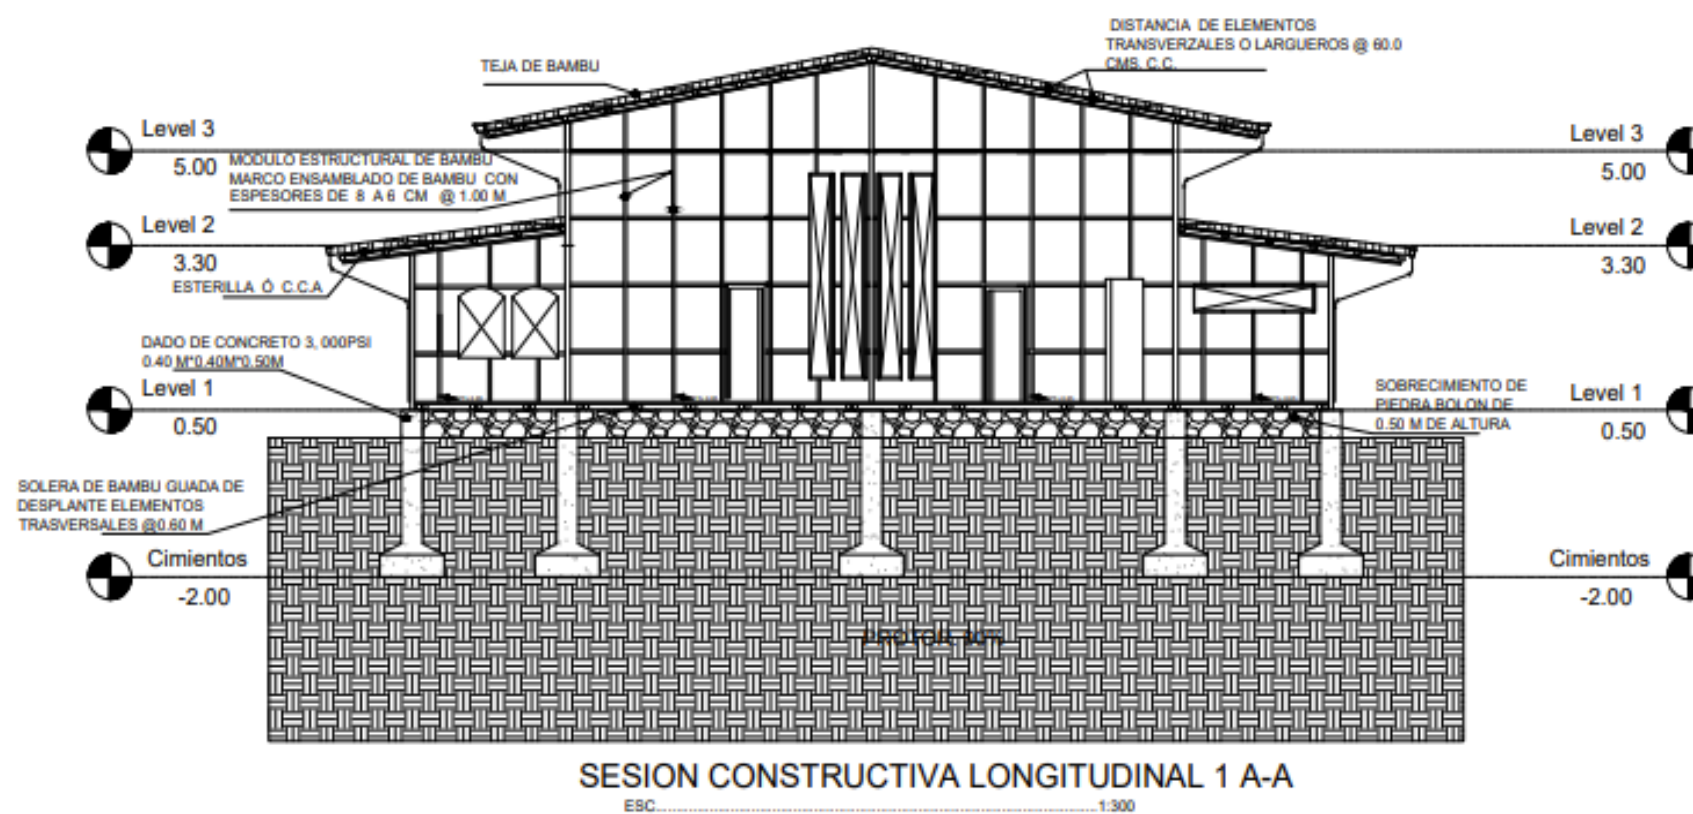 DISTANCIA DE ELEMENTOS
TRANSVERZALES O LARGUEROS @ 60.0
CMS. C.C.
TEJA DE BAMBU
Level 3
5.00
MODULO ESTRUCTURAL DE BAMBU
MARCO ENSAMBLADO DE BAMBU CON
ESPESORES DE 8 A 6 CM @ 1.00 M
Level 3
5.00
Level 2
3.30
Level 2
3.30
ESTERILLA Ó C.C.A
DADO DE CONCRETO 3, 000PSI
0.40 M*0.40M*0.50M
Level 1
0.50
SOBRECIMIENTO DE
PIEDRA BOLON DE
0.50 M DE ALTURA
Level 1
0.50
SOLERA DE BAMBU GUADA DE
DESPLANTE ELEMENTOS
TRASVERSALES @0.60 M
Cimientos
-2.00
Cimientos
-2.00
SESION CONSTRUCTIVA LONGITUDINAL 1 A-A
ESC. 1:300